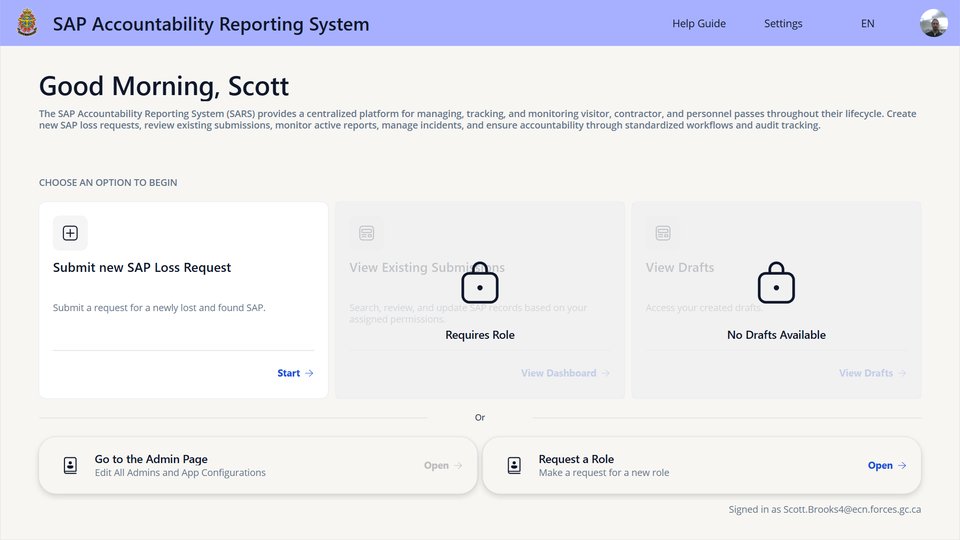 SAP Accountability Reporting System
Help Guide
Settings
EN
Good Morning, Scott
The SAP Accountability Reporting System (SARS) provides a centralized platform for managing, tracking, and monitoring visitor, contractor, and personnel passes throughout their lifecycle. Create
new SAP loss requests, review existing submissions, monitor active reports, manage incidents, and ensure accountability through standardized workflows and audit tracking.
CHOOSE AN OPTION TO BEGIN
Submit new SAP Loss Request
Submit a request for a newly lost and found SAP.
Start
View Existing Submissions
Search, review, and update SAP records based on your
assigned permissions.
Requires Role
View Dashboard
View Drafts
Access your created drafts.
No Drafts Available
View Drafts
Or
Go to the Admin Page
Edit All Admins and App Configurations
Open
Request a Role
Make a request for a new role
Open
Signed in as Scott.Brooks4@ecn.forces.gc.ca